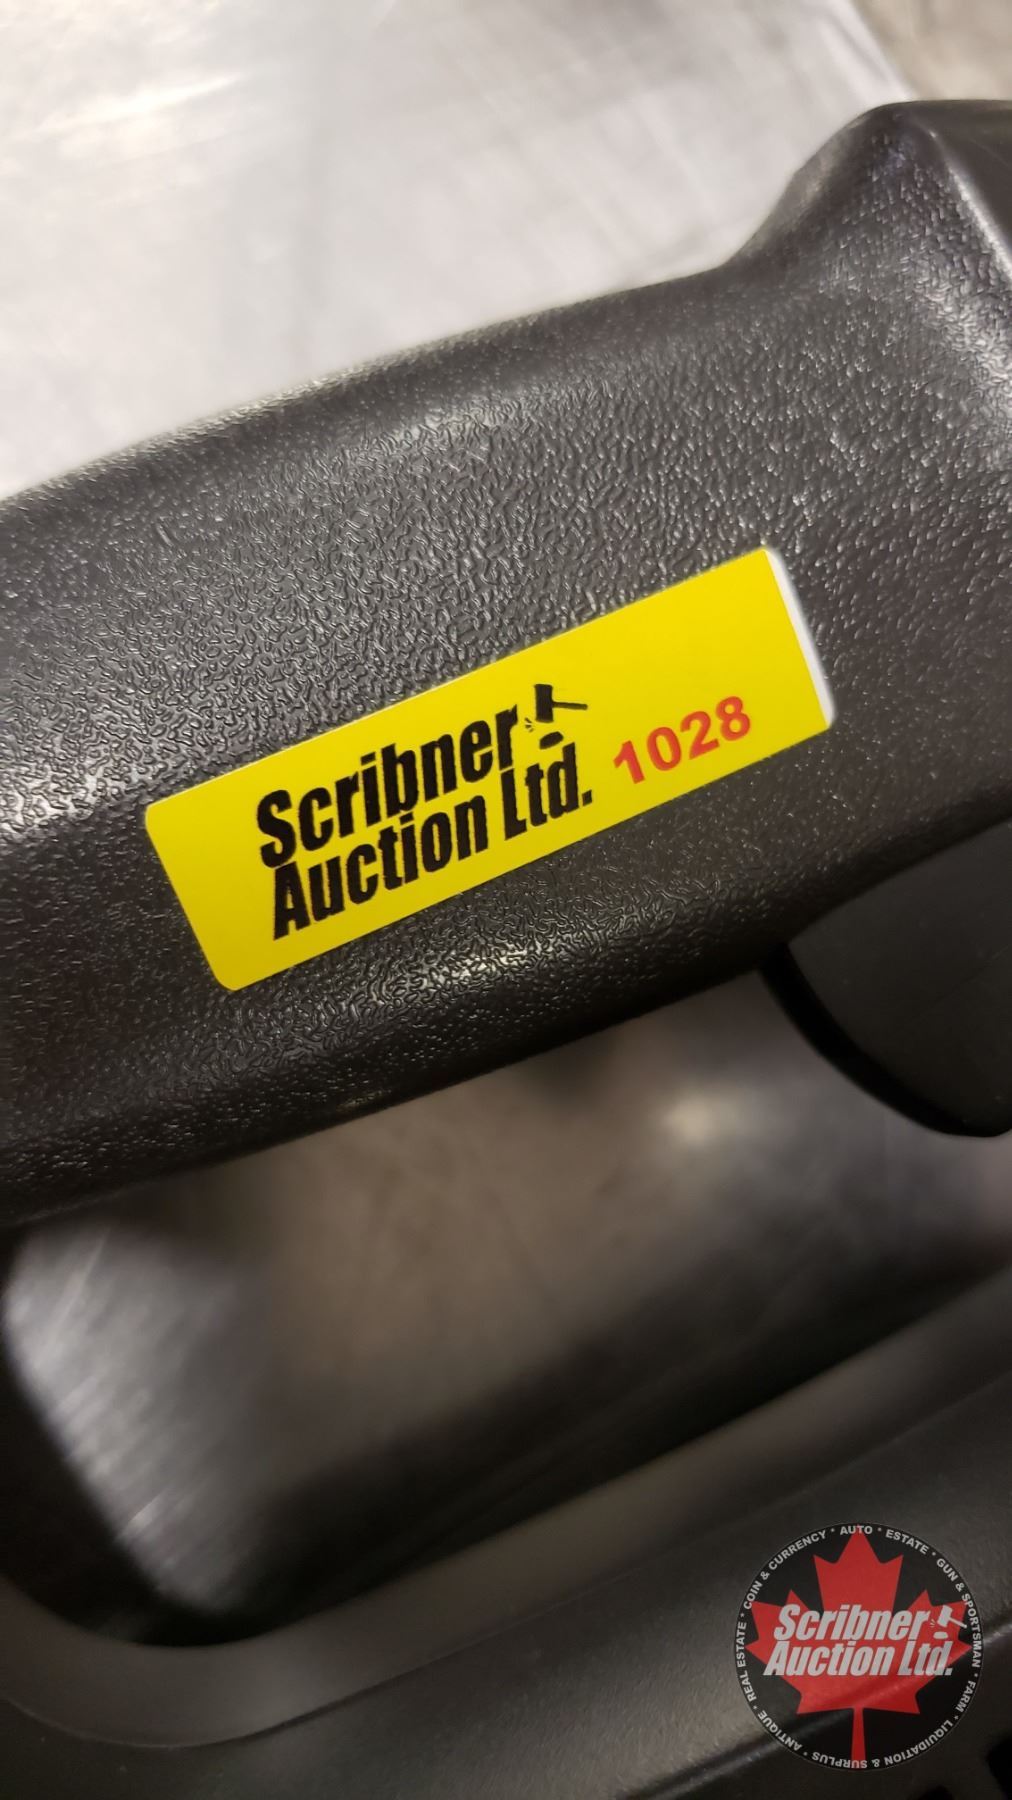 Scribner
Auction Ltd.
1028
COIN & CURRENCY * AUTO * ESTATE * GUN & SPORTSMAN * FARM * LIQUIDATION & SURPLUS * ANTIQUE * REAL ESTATE *
Scribner
Auction Ltd.